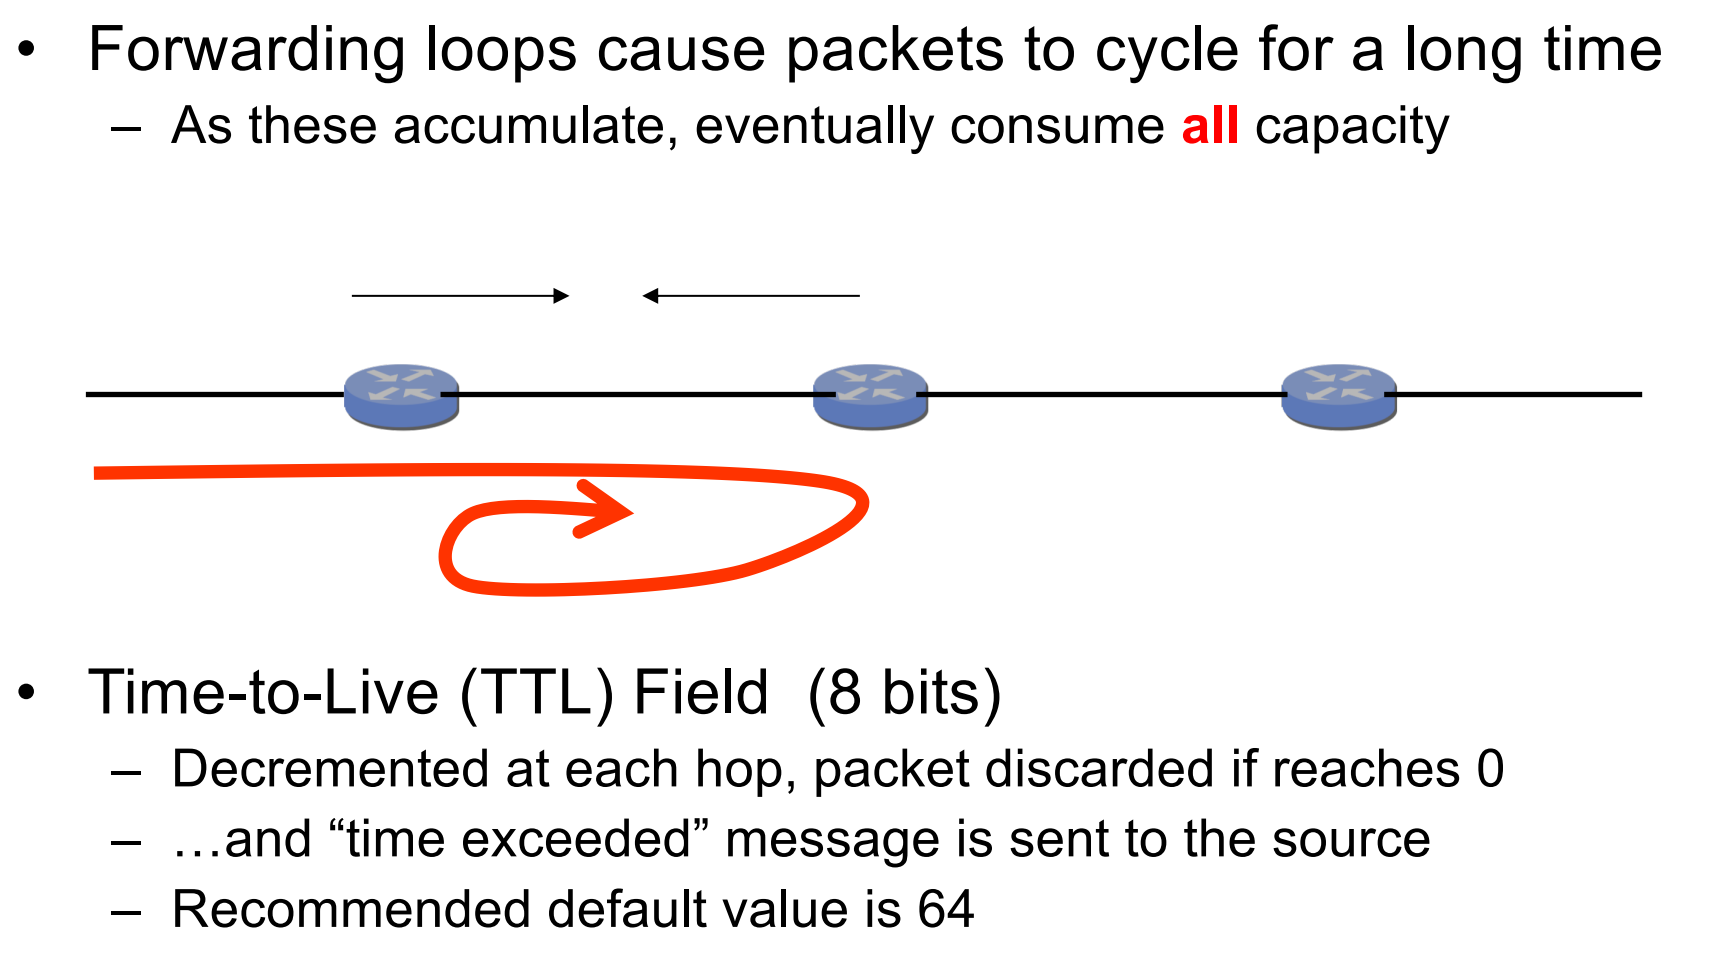 • Forwarding loops cause packets to cycle for a long time
– As these accumulate, eventually consume all capacity
• Time-to-Live (TTL) Field (8 bits)
– Decremented at each hop, packet discarded if reaches 0
– …and “time exceeded” message is sent to the source
– Recommended default value is 64